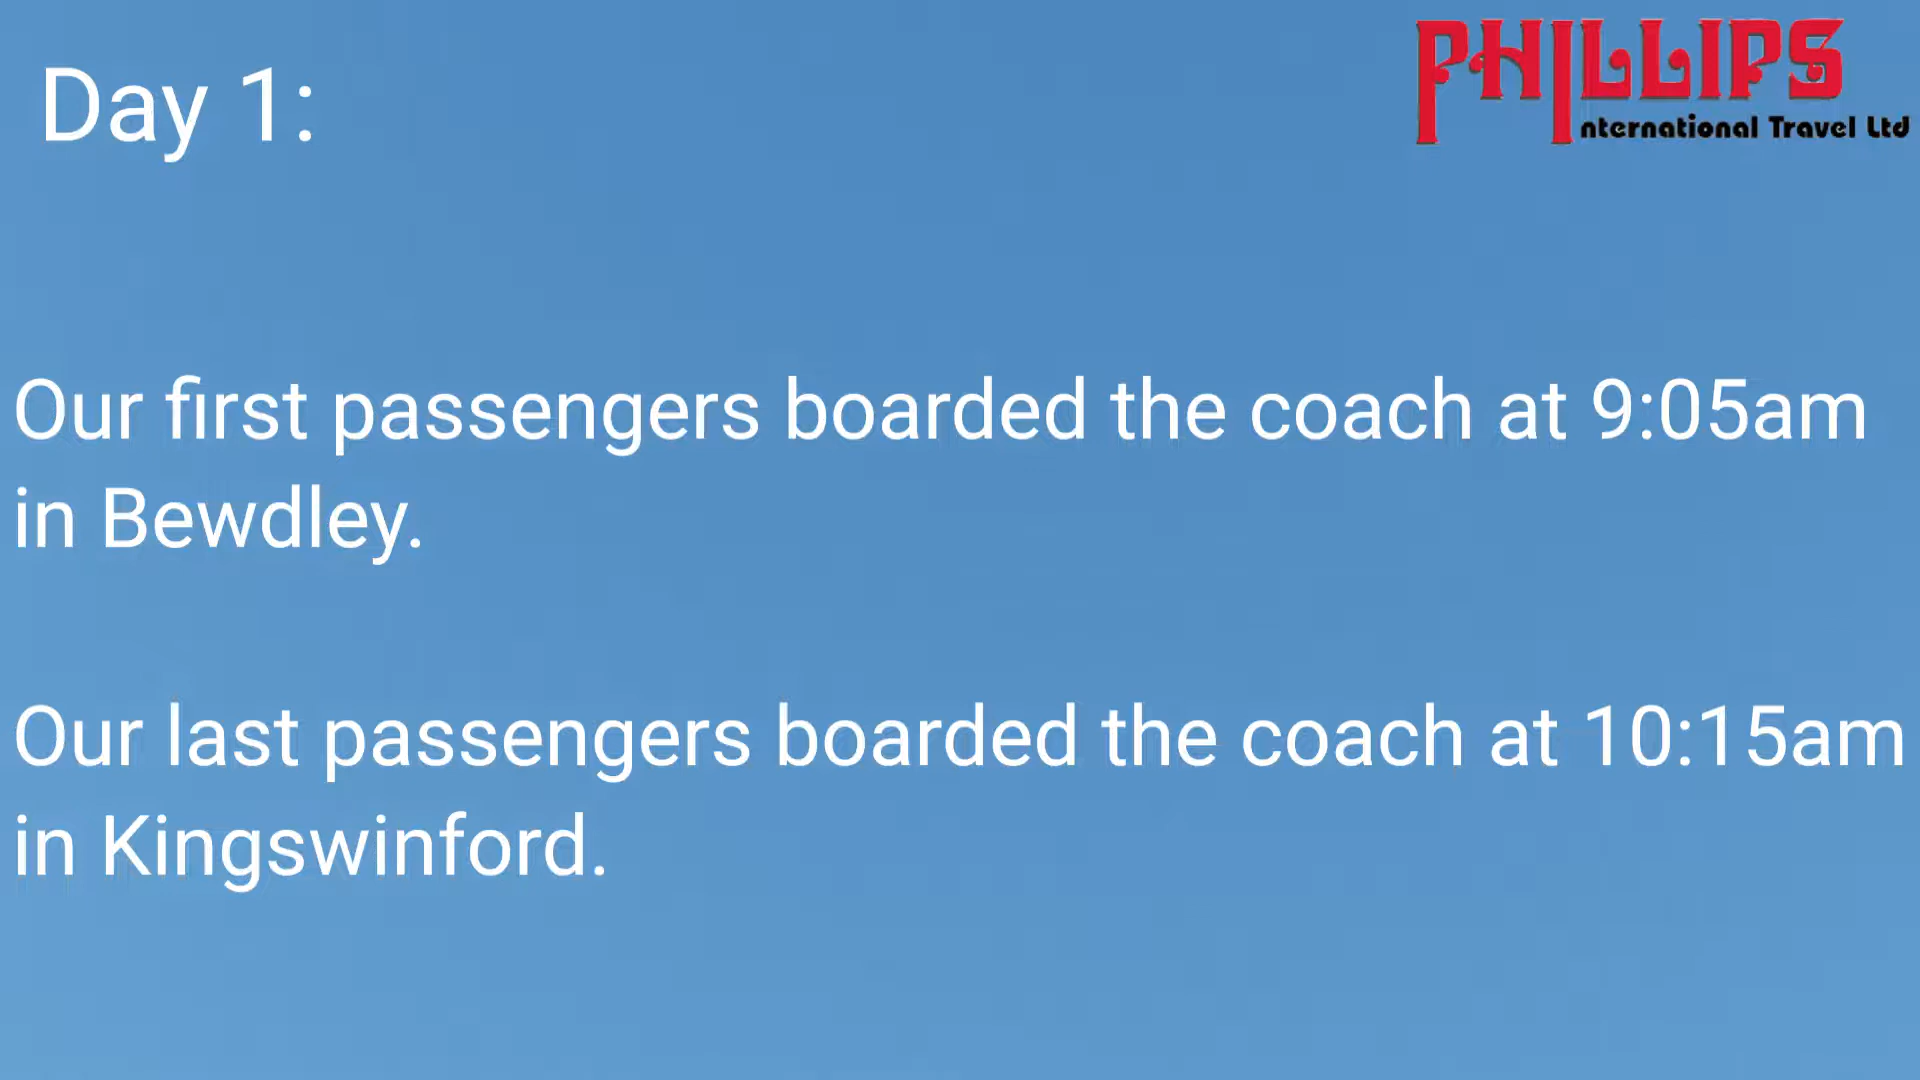 Day 1:
PHILLIPS
International Travel Ltd
Our first passengers boarded the coach at 9:05am
in Bewdley.
Our last passengers boarded the coach at 10:15am
in Kingswinford.